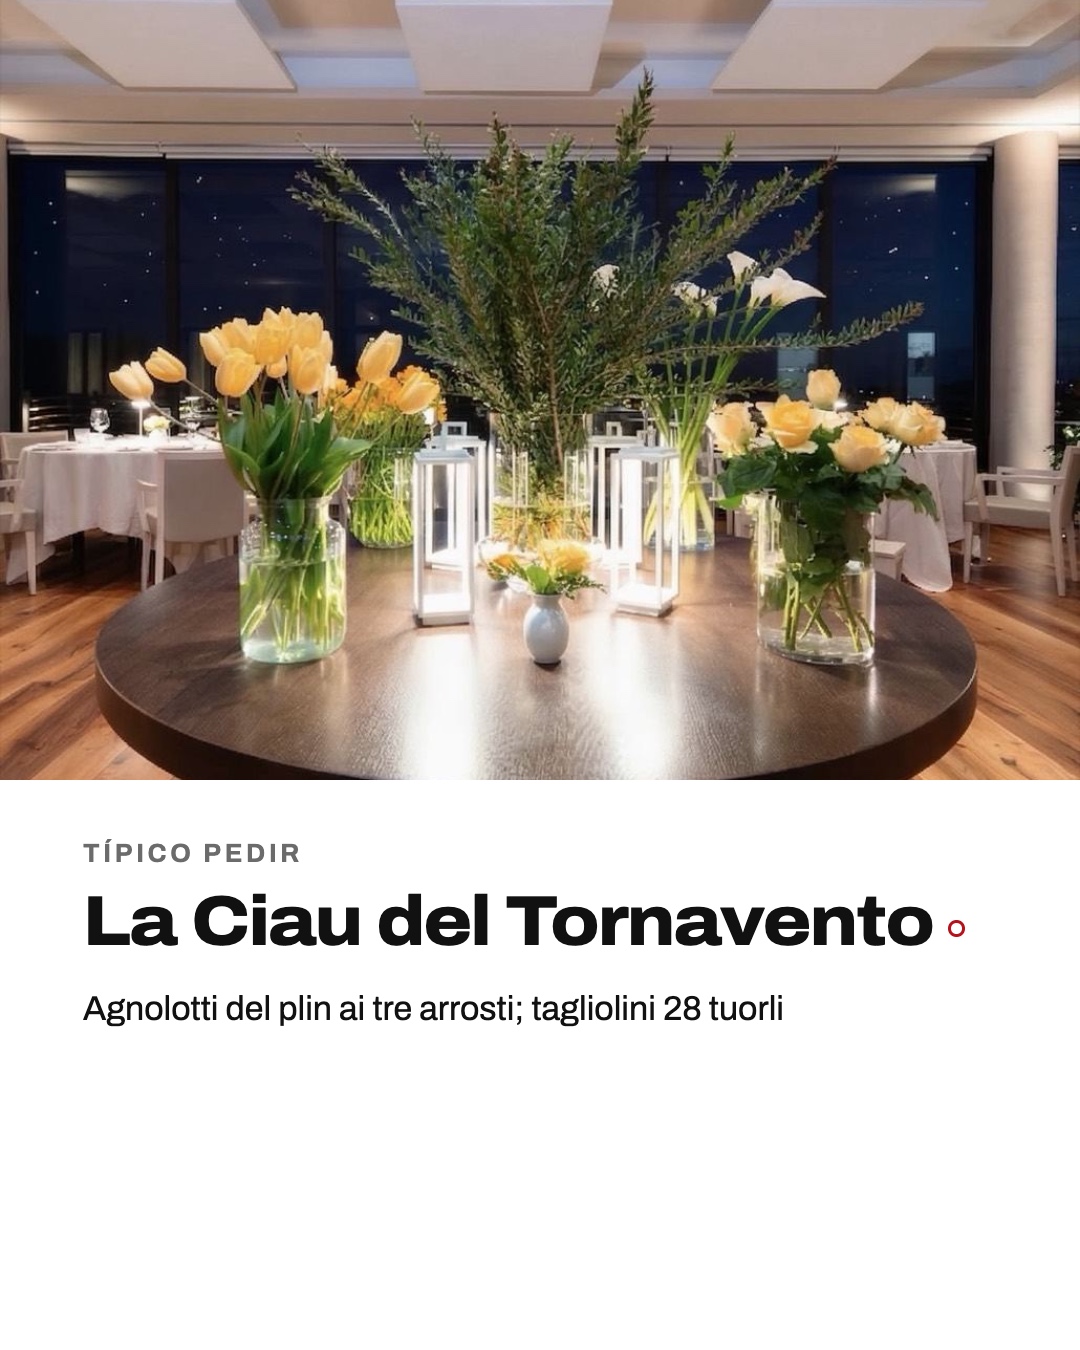 TÍPICO PEDIR
La Ciau del Tornavento
Agnolotti del plin ai tre arrosti; tagliolini 28 tuorli